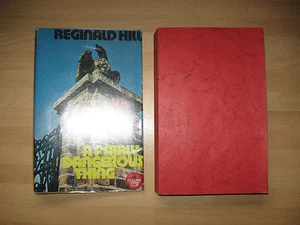 REGINALD HILL
A FAIRLY
DANGEROUS
THING